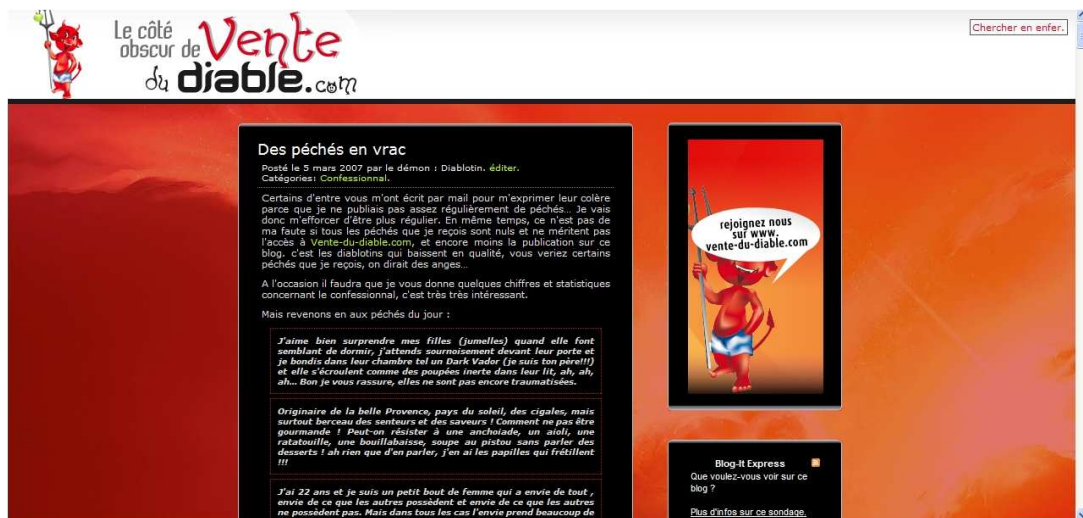 Le côté
obscur de Vente
du diable.com
Chercher en enfer.
Des péchés en vrac
Posté le 5 mars 2007 par le démon : Diablotin. éditer.
Catégories: Confessionnal.
Certains d'entre vous m'ont écrit par mail pour m'exprimer leur colère
parce que je ne publiais pas assez régulièrement de péchés... Je vais
donc m'efforcer d'être plus régulier. En même temps, ce n'est pas de
ma faute si tous les péchés que je reçois sont nuls et ne méritent pas
l'accès à Vente-du-diable.com, et encore moins la publication sur ce
blog. c'est les diablotins qui baissent en qualité, vous veriez certains
péchés que je reçois, on dirait des anges...
A l'occasion il faudra que je vous donne quelques chiffres et statistiques
concernant le confessionnal, c'est très très intéressant.
Mais revenons en aux péchés du jour :
J'aime bien surprendre mes filles (jumelles) quand elle font
semblant de dormir, j'attends sournoisement devant leur porte et
je bondis dans leur chambre tel un Dark Vador (je suis ton père!!!)
et elle s'écroulent comme des poupées inerte dans leur lit, ah, ah,
ah... Bon je vous rassure, elles ne sont pas encore traumatisées.
Originaire de la belle Provence, pays du soleil, des cigales, mais
surtout berceau des senteurs et des saveurs ! Comment ne pas être
gourmande ! Peut-on résister à une anchoiade, un aioli, une
ratatouille, une bouillabaisse, soupe au pistou sans parler des
desserts ! ah rien que d'en parler, j'en ai les papilles qui frétillent
!!!
J'ai 22 ans et je suis un petit bout de femme qui a envie de tout ,
envie de ce que les autres possèdent et envie de ce que les autres
ne possèdent pas. Mais dans tous les cas l'envie prend beaucoup de
rejoignez nous
sur www.
vente-du-diable.com
Blog-It Express
Que voulez-vous voir sur ce
blog ?
Plus d'infos sur ce sondage.